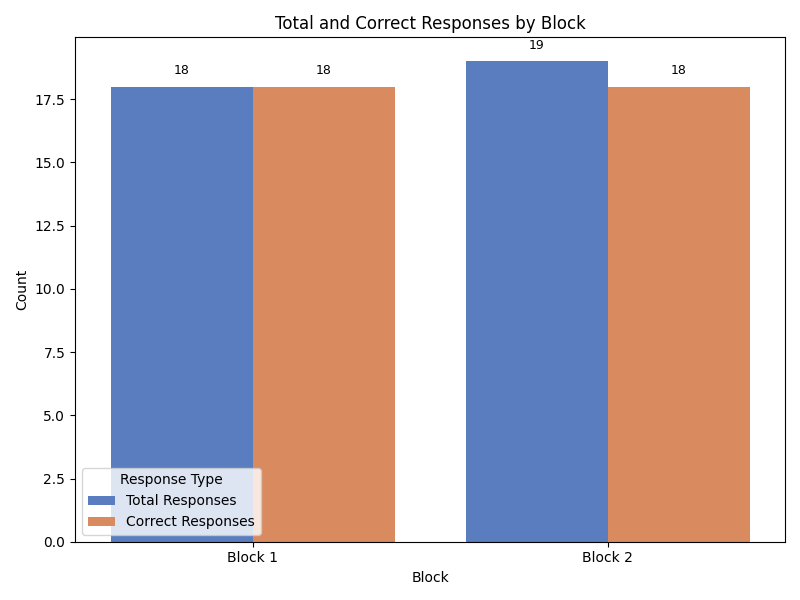 Total and Correct Responses by Block
19
18
18
18
17.5
15.0
12.5
10.0
7.5
5.0
2.5
0.0
Count
Response Type
Total Responses
Correct Responses
Block 1
Block 2
Block